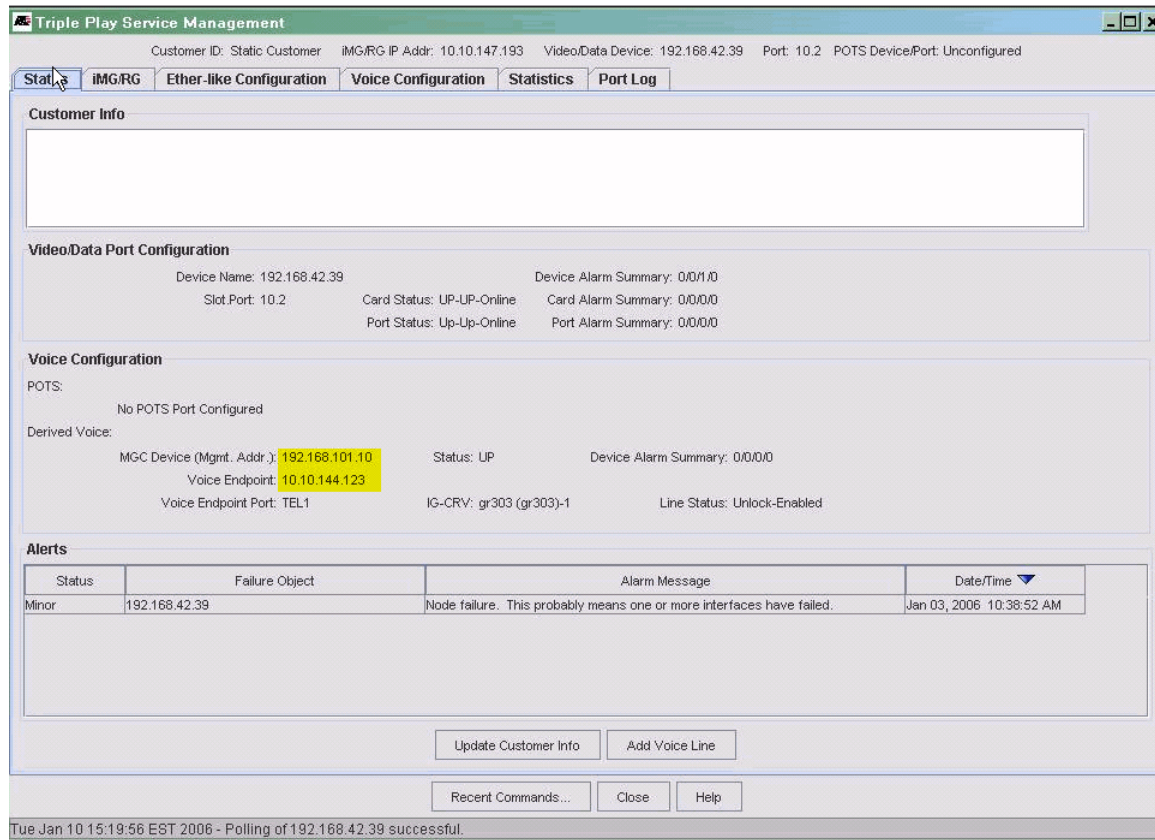 Triple Play Service Management
Customer ID: Static Customer iMG/RG IP Addr: 10.10.147.193 Video/Data Device: 192.168.42.39 Port: 10.2 POTS Device/Port: Unconfigured
Status iMG/RG Ether-like Configuration Voice Configuration Statistics Port Log
Customer Info
Video/Data Port Configuration
Device Name: 192.168.42.39 Device Alarm Summary: 0/0/1/0
Slot.Port: 10.2 Card Status: UP-UP-Online Card Alarm Summary: 0/0/0/0
Port Status: Up-Up-Online Port Alarm Summary: 0/0/0/0
Voice Configuration
POTS:
No POTS Port Configured
Derived Voice:
MGC Device (Mgmt. Addr.): 192.168.101.10 Status: UP Device Alarm Summary: 0/0/0/0
Voice Endpoint: 10.10.144.123
Voice Endpoint Port: TEL1 IG-CRV: gr303 (gr303)-1 Line Status: Unlock-Enabled
Alerts
Status Failure Object Alarm Message Date/Time
Minor 192.168.42.39 Node failure. This probably means one or more interfaces have failed. Jan 03, 2006 10:38:52 AM
Update Customer Info Add Voice Line
Recent Commands... Close Help
Tue Jan 10 15:19:56 EST 2006 - Polling of 192.168.42.39 successful.